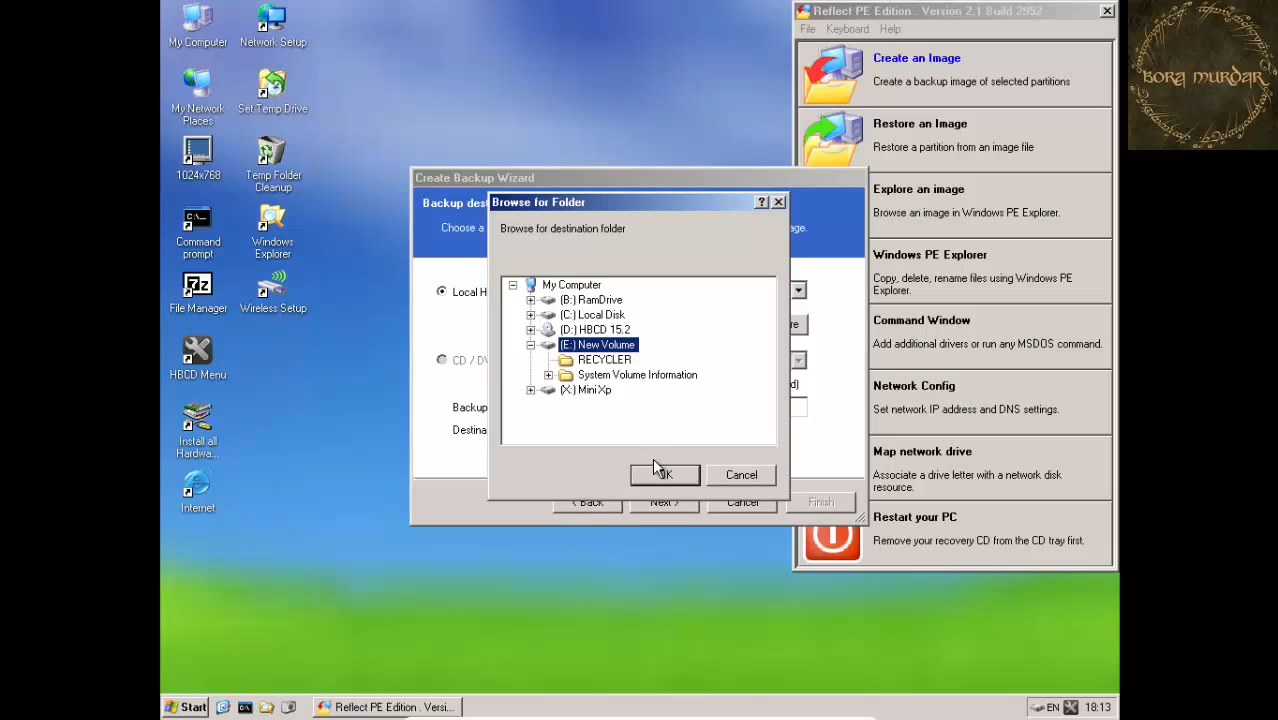 My Computer
Network Setup
My Network
Places
Set Temp Drive
1024x768
Temp Folder
Cleanup
Command
prompt
Windows
Explorer
File Manager
Wireless Setup
HBCD Menu
Install all
Hardwa...
Internet
Reflect PE Edition . Version 2.1 Build 2952
File Keyboard Help
Create an Image
Create a backup image of selected partitions
Restore an Image
Restore a partition from an image file
Explore an image
Browse an image in Windows PE Explorer.
Windows PE Explorer
Copy, delete, rename files using Windows PE
Explorer.
Command Window
Add additional drivers or run any MSDOS command.
Network Config
Set network IP address and DNS settings.
Map network drive
Associate a drive letter with a network disk
resource.
Restart your PC
Remove your recovery CD from the CD tray first.
Create Backup Wizard
Backup des
Choose a
age.
Local H
CD / DV
Backup
Destina
< Back
Next >
Cancel
Finish
Browse for Folder
Browse for destination folder
My Computer
(B:) RamDrive
(C:) Local Disk
(D:) HBCD 15.2
(E:) New Volume
RECYCLER
System Volume Information
(X:) MiniXp
OK
Cancel
Start
Reflect PE Edition . Versi...
EN
18:13
BORA MURDAR